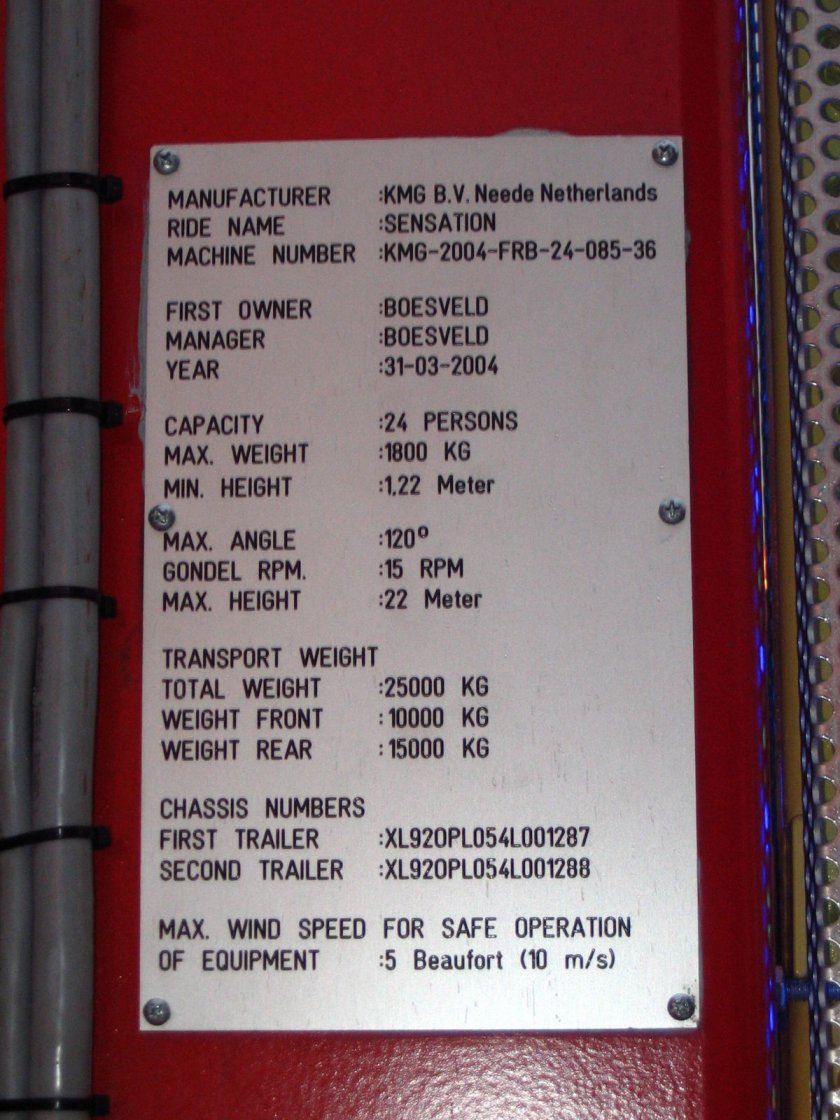 MANUFACTURER :KMG B.V. Neede Netherlands
RIDE NAME :SENSATION
MACHINE NUMBER :KMG-2004-FRB-24-085-36
FIRST OWNER :BOESVELD
MANAGER :BOESVELD
YEAR :31-03-2004
CAPACITY :24 PERSONS
MAX. WEIGHT :1800 KG
MIN. HEIGHT :1,22 Meter
MAX. ANGLE :120º
GONDEL RPM. :15 RPM
MAX. HEIGHT :22 Meter
TRANSPORT WEIGHT
TOTAL WEIGHT :25000 KG
WEIGHT FRONT :10000 KG
WEIGHT REAR :15000 KG
CHASSIS NUMBERS
FIRST TRAILER :XL920PL054L001287
SECOND TRAILER :XL920PL054L001288
MAX. WIND SPEED FOR SAFE OPERATION
OF EQUIPMENT :5 Beaufort (10 m/s)